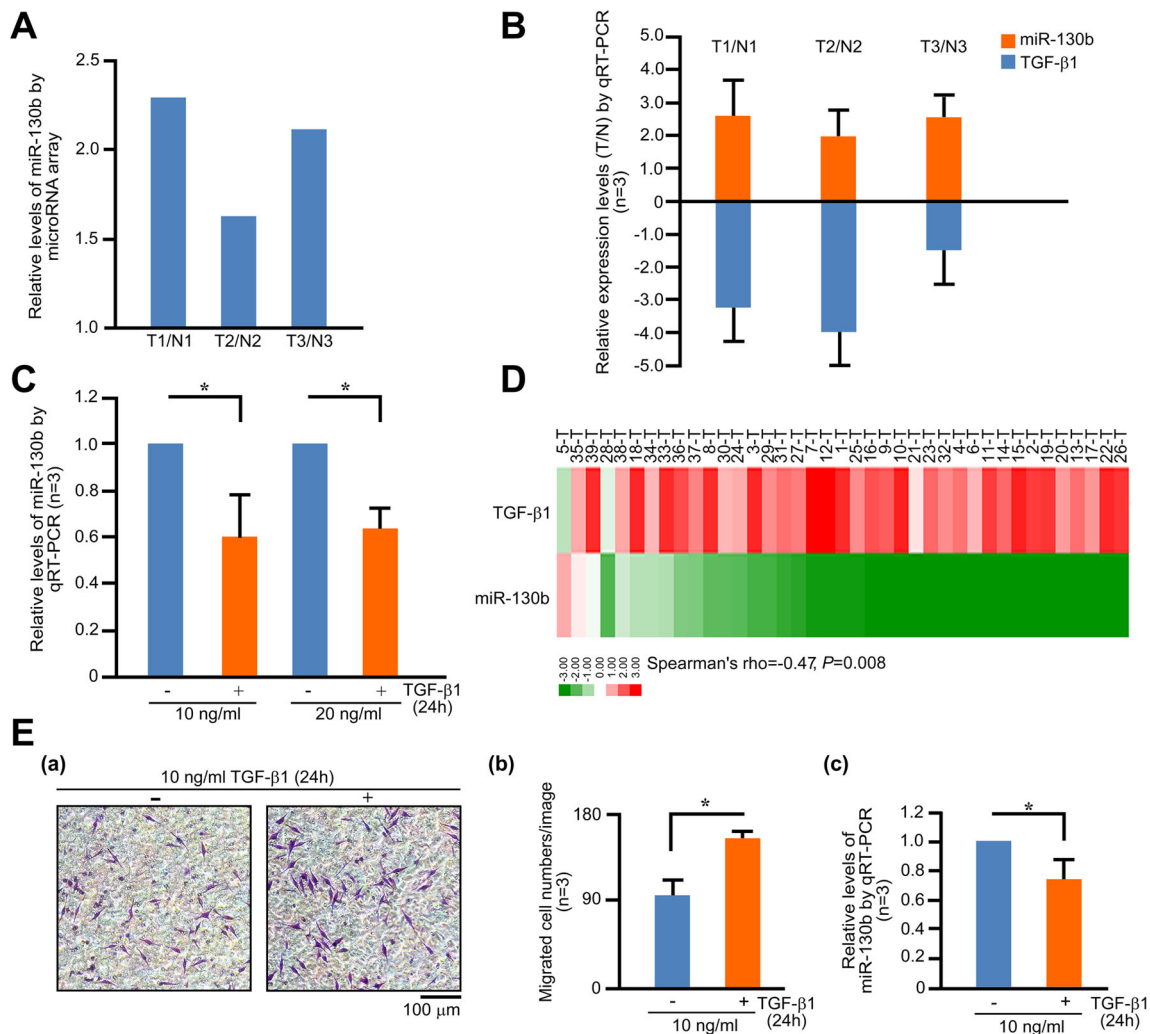 A
Relative levels of miR-130b by
microRNA array
2.5
2.0
1.5
1.0
T1/N1 T2/N2 T3/N3
B
Relative expression levels (T/N) by qRT-PCR
(n=3)
5.0
4.0
3.0
2.0
1.0
0
-1.0
-2.0
-3.0
-4.0
-5.0
T1/N1 T2/N2 T3/N3
miR-130b
TGF-β1
C
Relative levels of miR-130b by
qRT-PCR (n=3)
1.2
1.0
0.8
0.6
0.4
0.2
0
* *
- + - + TGF-β1
(24h)
10 ng/ml 20 ng/ml
D
5-T 35-T 39-T 28-T 38-T 18-T 34-T 33-T 36-T 37-T 8-T 30-T 24-T 3-T 29-T 31-T 27-T 7-T 12-T 1-T 25-T 16-T 9-T 10-T 21-T 23-T 32-T 4-T 6-T 11-T 14-T 15-T 2-T 19-T 20-T 13-T 17-T 22-T 26-T
TGF-β1
miR-130b
-3.00 -2.00 -1.00 0.00 1.00 2.00 3.00
Spearman's rho=-0.47, P=0.008
E
(a)
10 ng/ml TGF-β1 (24h)
- +
100 μm
(b)
Migrated cell numbers/image
(n=3)
180
90
0
*
- + TGF-β1
(24h)
10 ng/ml
(c)
Relative levels of
miR-130b by qRT-PCR
(n=3)
1.2
1.0
0.8
0.6
0.4
0.2
0
*
- + TGF-β1
(24h)
10 ng/ml